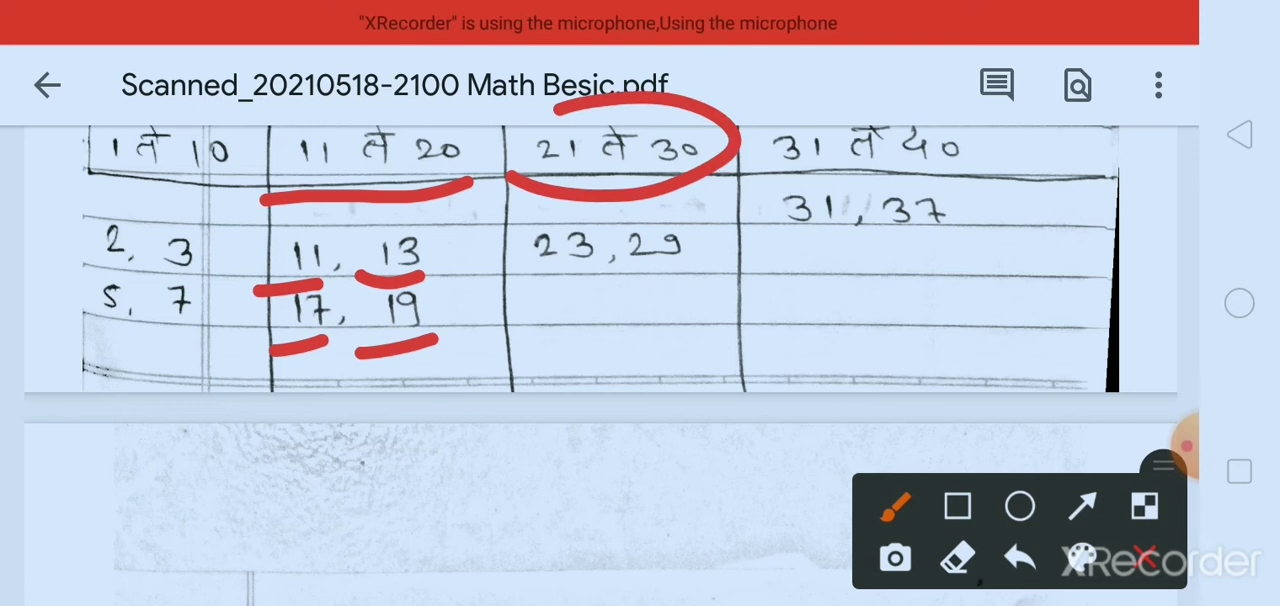 "XRecorder" is using the microphone,Using the microphone
Scanned_20210518-2100 Math Besic.pdf
1 ते 10 11 ते 20 21 ते 30 31 ते 40
31, 37
2, 3 11, 13 23, 29
5, 7 17, 19
XRecorder